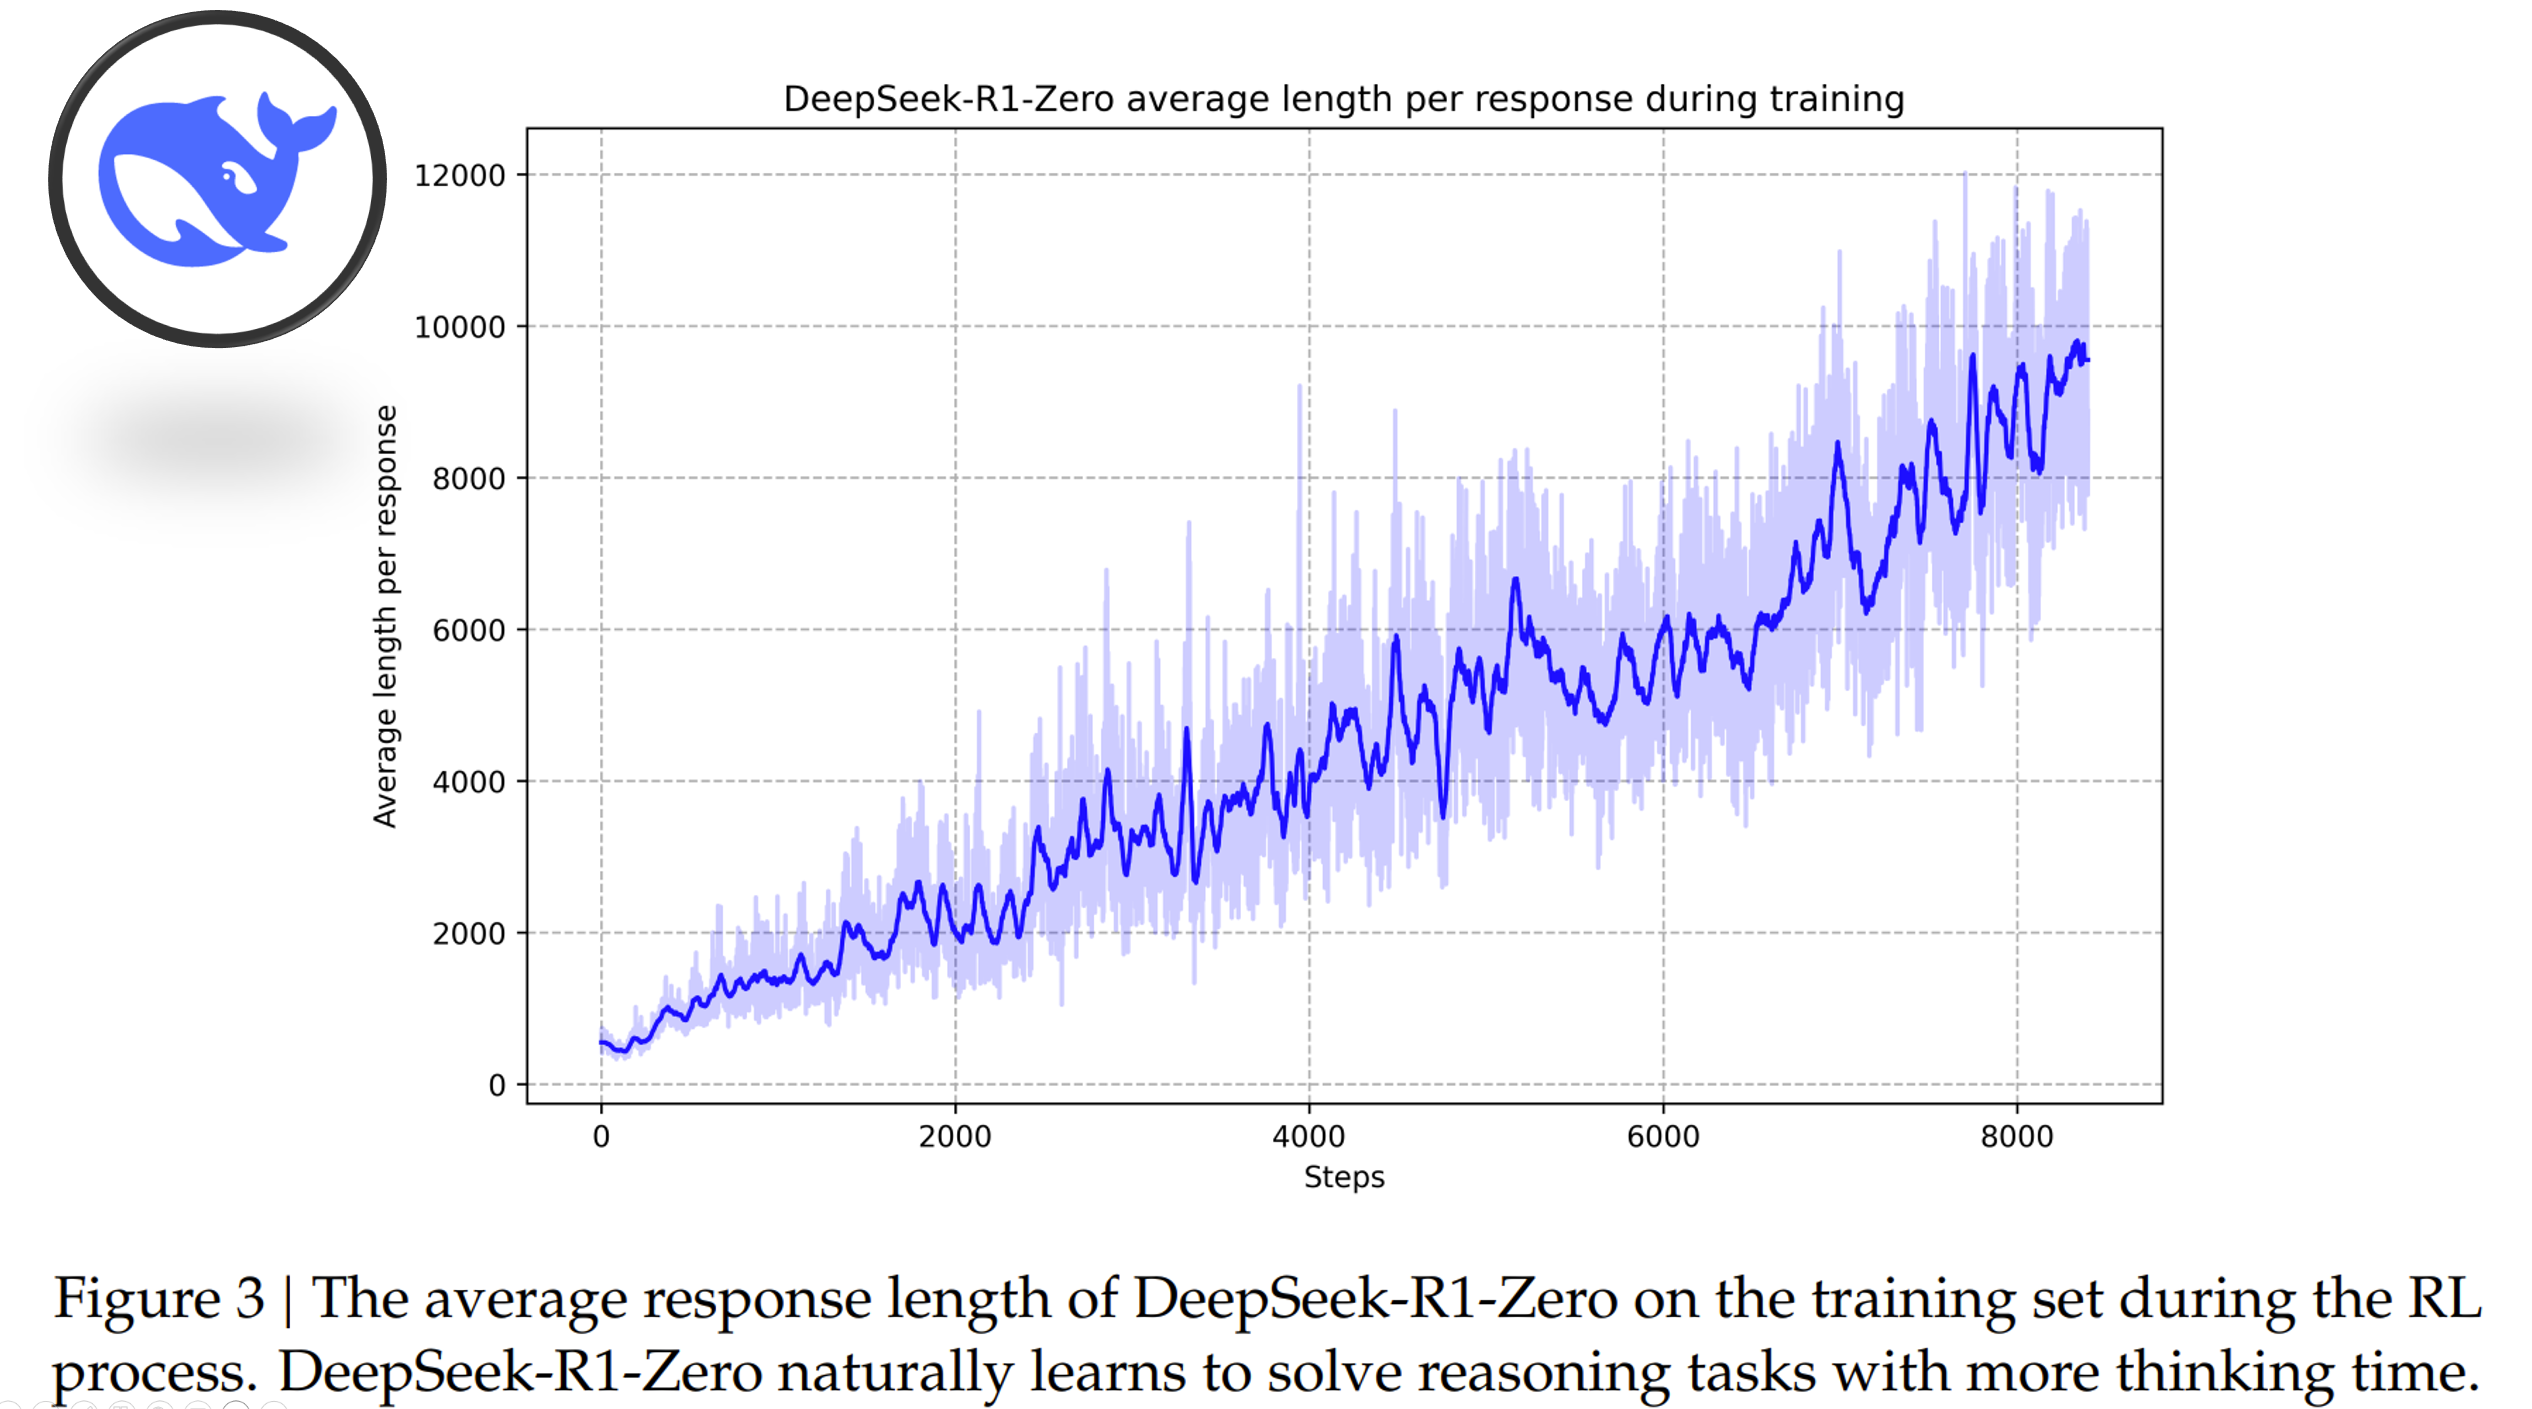 DeepSeek-R1-Zero average length per response during training
12000
10000
8000
6000
4000
2000
0
Average length per response
0 2000 4000 6000 8000
Steps
Figure 3 | The average response length of DeepSeek-R1-Zero on the training set during the RL
process. DeepSeek-R1-Zero naturally learns to solve reasoning tasks with more thinking time.